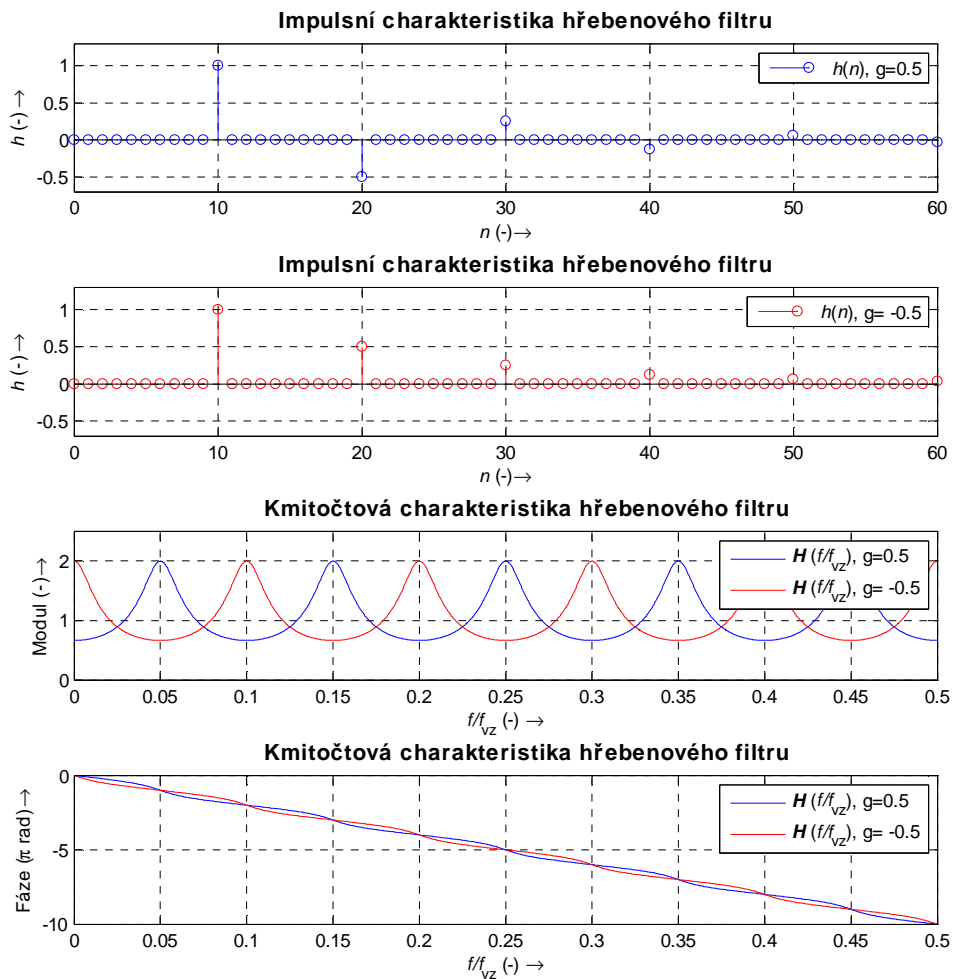 Impulsní charakteristika hřebenového filtru
h(n), g=0.5
h (-) →
1
0.5
0
-0.5
0 10 20 30 40 50 60
n (-)→
Impulsní charakteristika hřebenového filtru
h(n), g= -0.5
h (-) →
1
0.5
0
-0.5
0 10 20 30 40 50 60
n (-)→
Kmitočtová charakteristika hřebenového filtru
H (f/fvz), g=0.5
H (f/fvz), g= -0.5
Modul (-) →
2
1
0
0 0.05 0.1 0.15 0.2 0.25 0.3 0.35 0.4 0.45 0.5
f/fvz (-) →
Kmitočtová charakteristika hřebenového filtru
H (f/fvz), g=0.5
H (f/fvz), g= -0.5
Fáze (π rad) →
0
-5
-10
0 0.05 0.1 0.15 0.2 0.25 0.3 0.35 0.4 0.45 0.5
f/fvz (-) →